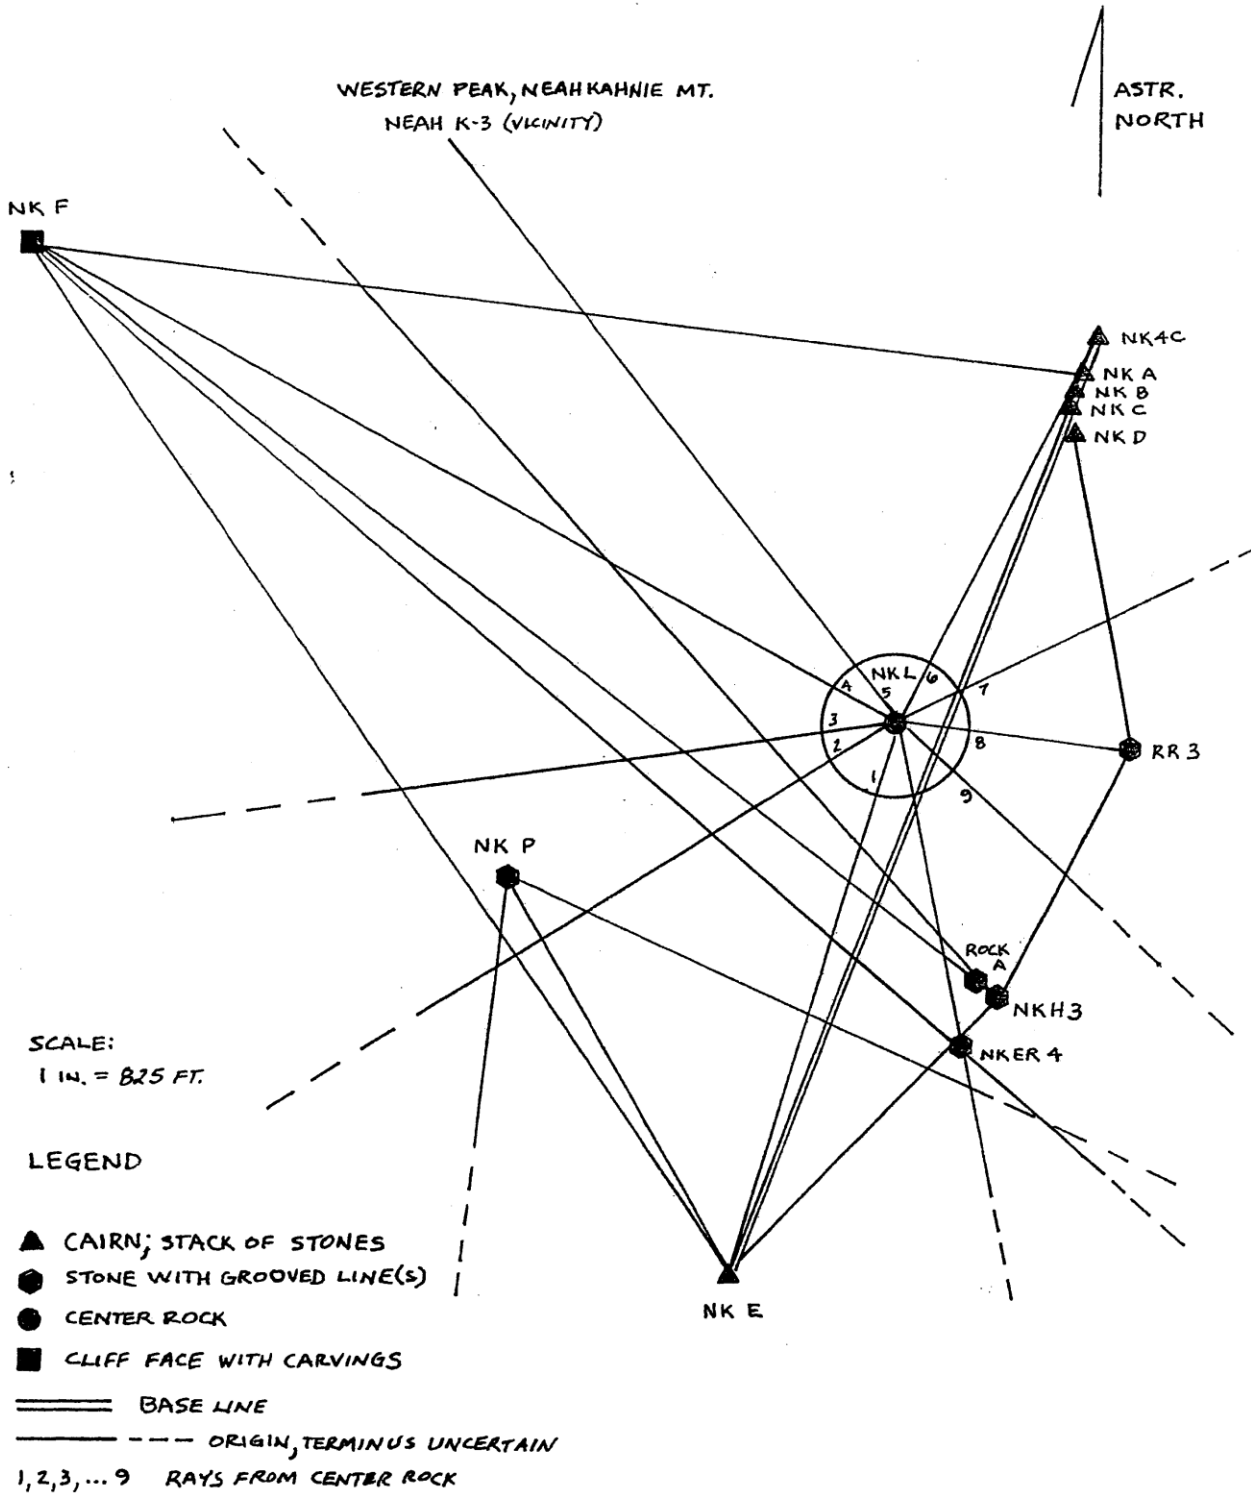 WESTERN PEAK, NEAHKAHNIE MT.
NEAH K-3 (VICINITY)
ASTR.
NORTH
NK F
NK4C
NK A
NK B
NK C
NK D
NKL
6
4
5
7
3
2
8
1
9
RR 3
NK P
ROCK
A
NKH3
NKER 4
SCALE:
1 IN. = 825 FT.
NK E
LEGEND
CAIRN; STACK OF STONES
STONE WITH GROOVED LINE(S)
CENTER ROCK
CLIFF FACE WITH CARVINGS
BASE LINE
ORIGIN, TERMINUS UNCERTAIN
1, 2, 3, ... 9 RAYS FROM CENTER ROCK